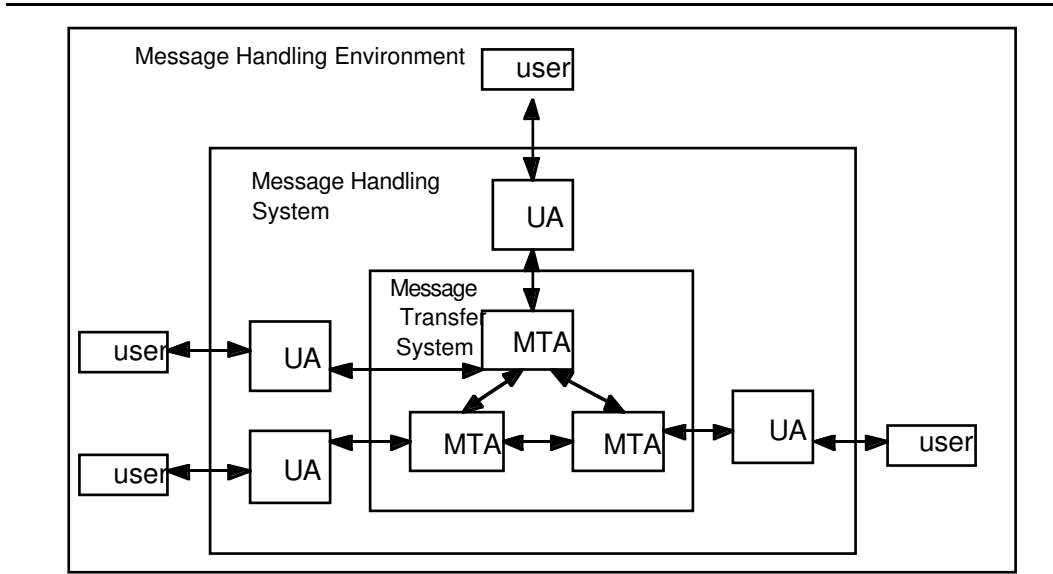 Message Handling Environment
user
Message Handling
System
UA
Message
Transfer
System
MTA
user
UA
MTA
MTA
UA
user
user
UA